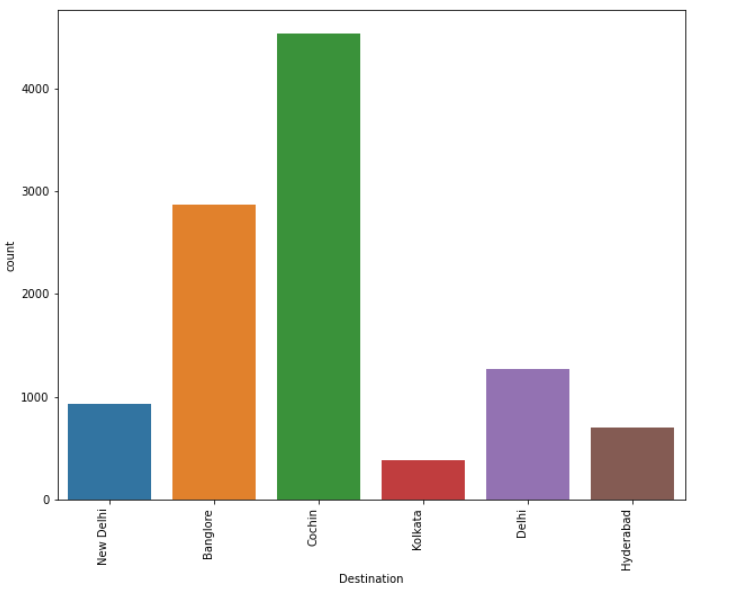 4000
3000
2000
1000
0
count
New Delhi
Banglore
Cochin
Kolkata
Delhi
Hyderabad
Destination